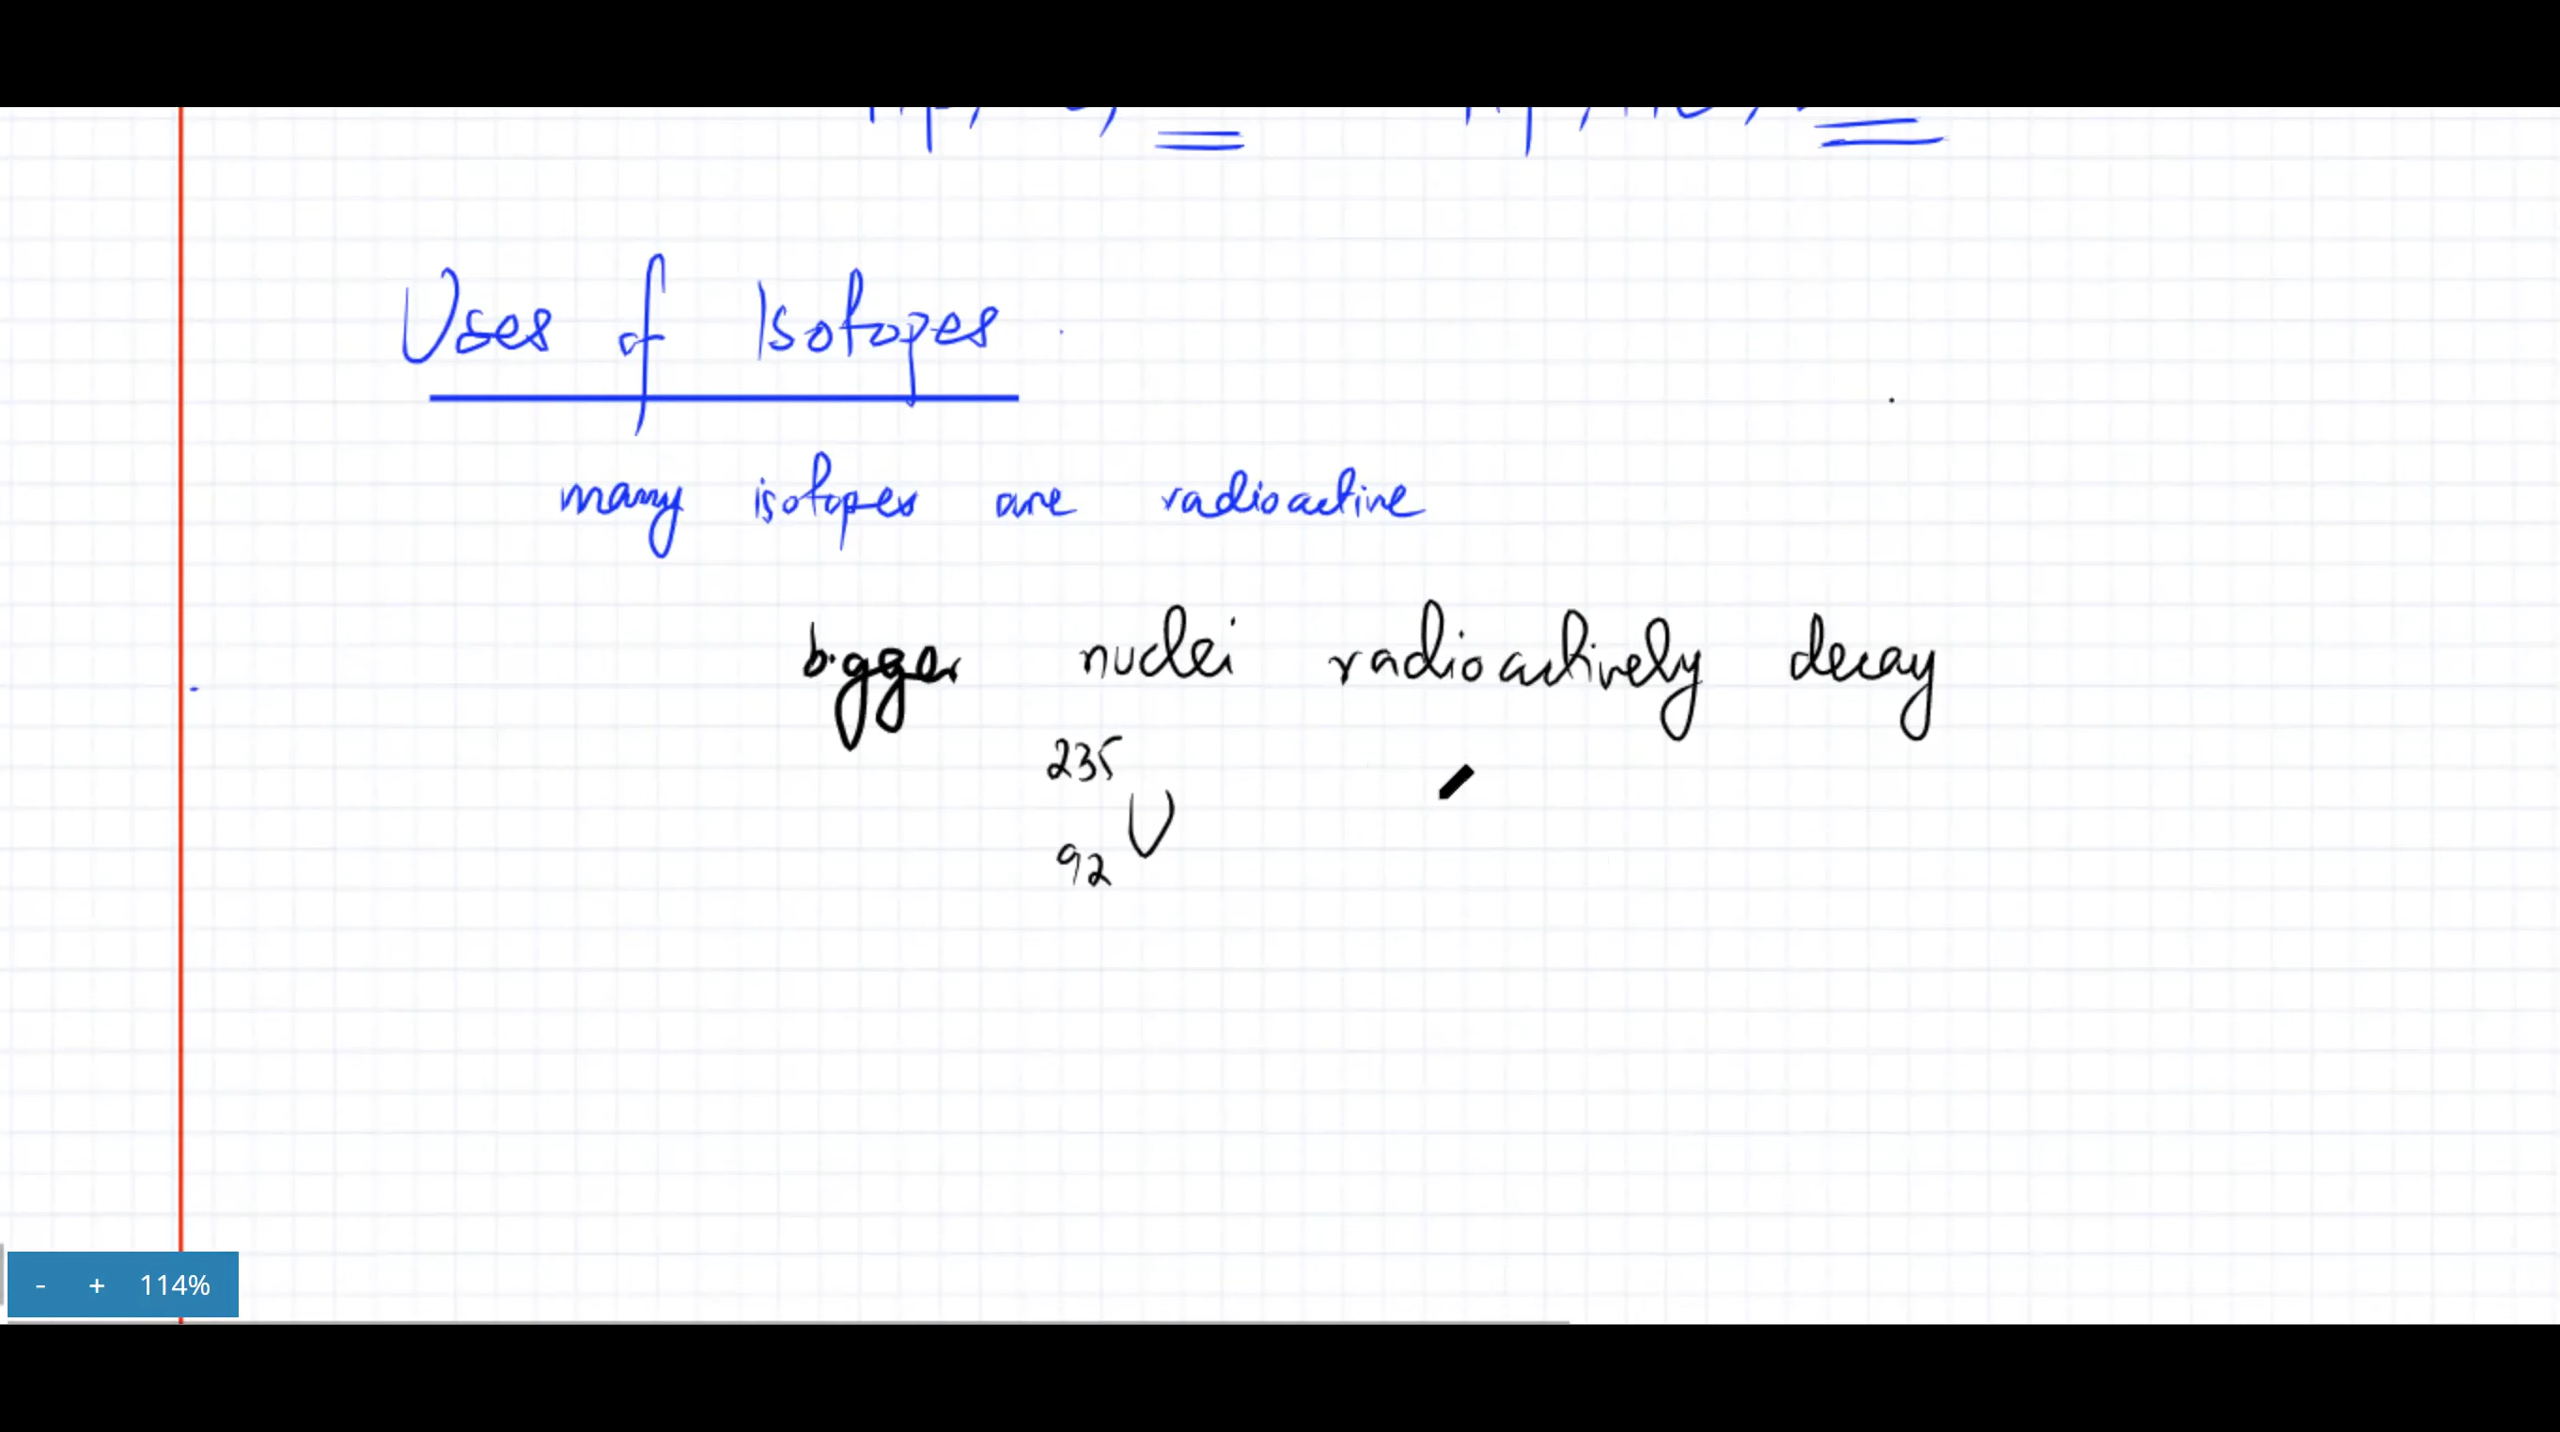 Uses of Isotopes
many isotopes are radioactive
bigger nuclei radioactively decay
235
U
92
- + 114%